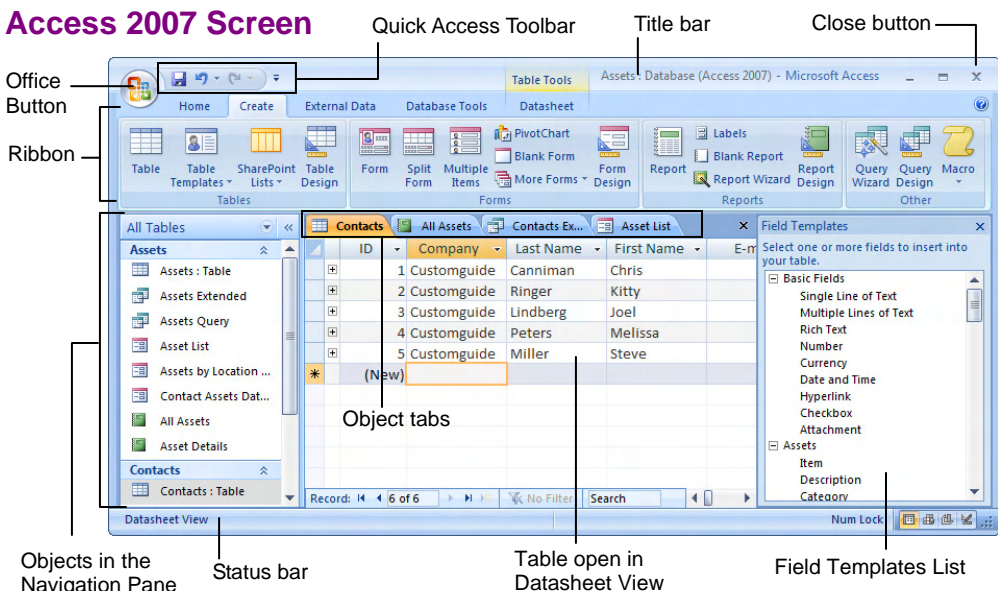 Access 2007 Screen
Quick Access Toolbar
Title bar
Close button
Office
Button
Ribbon
Table Tools
Assets : Database (Access 2007) - Microsoft Access
Home
Create
External Data
Database Tools
Datasheet
Table
Table
Templates
SharePoint
Lists
Table
Design
Tables
Form
Split
Form
Multiple
Items
PivotChart
Blank Form
More Forms
Form
Design
Forms
Report
Labels
Blank Report
Report Wizard
Report
Design
Reports
Query
Wizard
Query
Design
Macro
Other
All Tables
Assets
Assets : Table
Assets Extended
Assets Query
Asset List
Assets by Location ...
Contact Assets Dat...
All Assets
Asset Details
Contacts
Contacts : Table
Contacts
All Assets
Contacts Ex...
Asset List
ID Company Last Name First Name E-m
1 Customguide Canniman Chris
2 Customguide Ringer Kitty
3 Customguide Lindberg Joel
4 Customguide Peters Melissa
5 Customguide Miller Steve
(New)
Object tabs
Record: 6 of 6 No Filter Search
Field Templates
Select one or more fields to insert into
your table.
Basic Fields
Single Line of Text
Multiple Lines of Text
Rich Text
Number
Currency
Date and Time
Hyperlink
Checkbox
Attachment
Assets
Item
Description
Category
Datasheet View
Num Lock
Objects in the
Navigation Pane
Status bar
Table open in
Datasheet View
Field Templates List